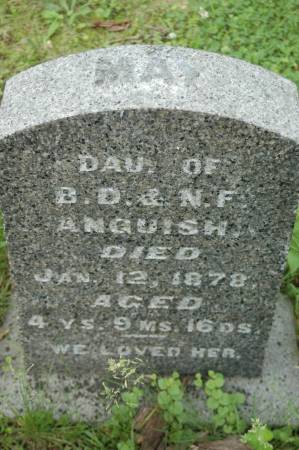 MAY
DAU. OF
B. D. & N. F.
ANGUISH.
DIED
JAN. 12, 1878
AGED
4 YS. 9 MS. 16 DS.
WE LOVED HER.